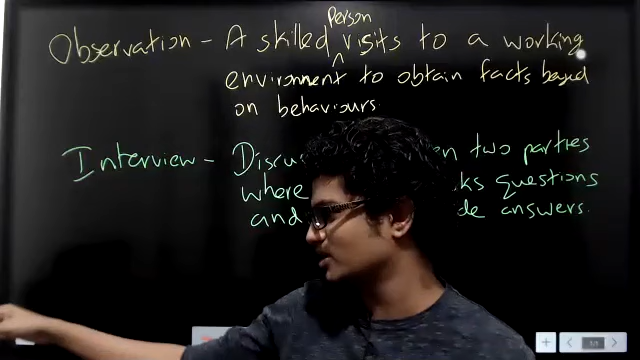 Person
Observation - A skilled ^ visits to a working
environment to obtain facts based
on behaviours.
Interview - two parties
where questions
and answers.